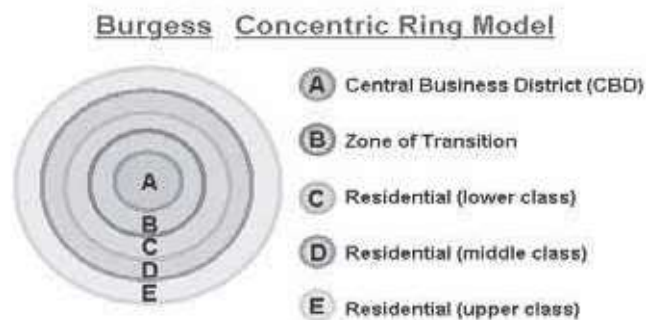 Burgess Concentric Ring Model
A
B
C
D
E
A Central Business District (CBD)
B Zone of Transition
C Residential (lower class)
D Residential (middle class)
E Residential (upper class)